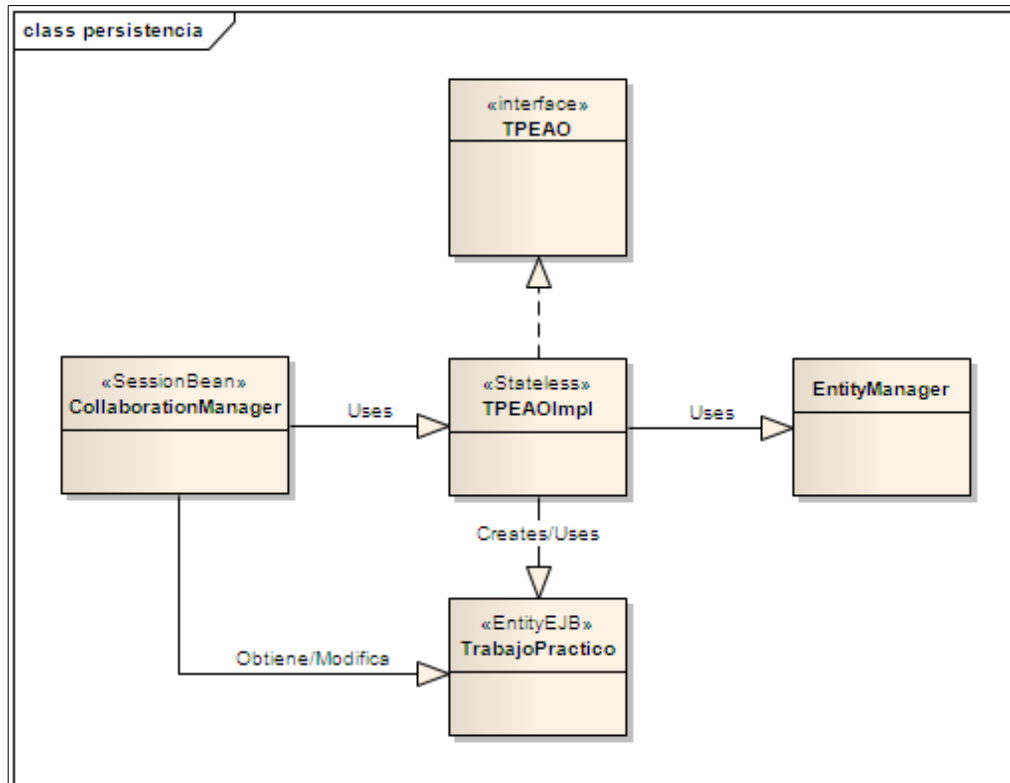 class persistencia
«interface»
TPEAO
«SessionBean»
CollaborationManager
Uses
«Stateless»
TPEAOImpl
Uses
EntityManager
Creates/Uses
Obtiene/Modifica
«EntityEJB»
TrabajoPractico